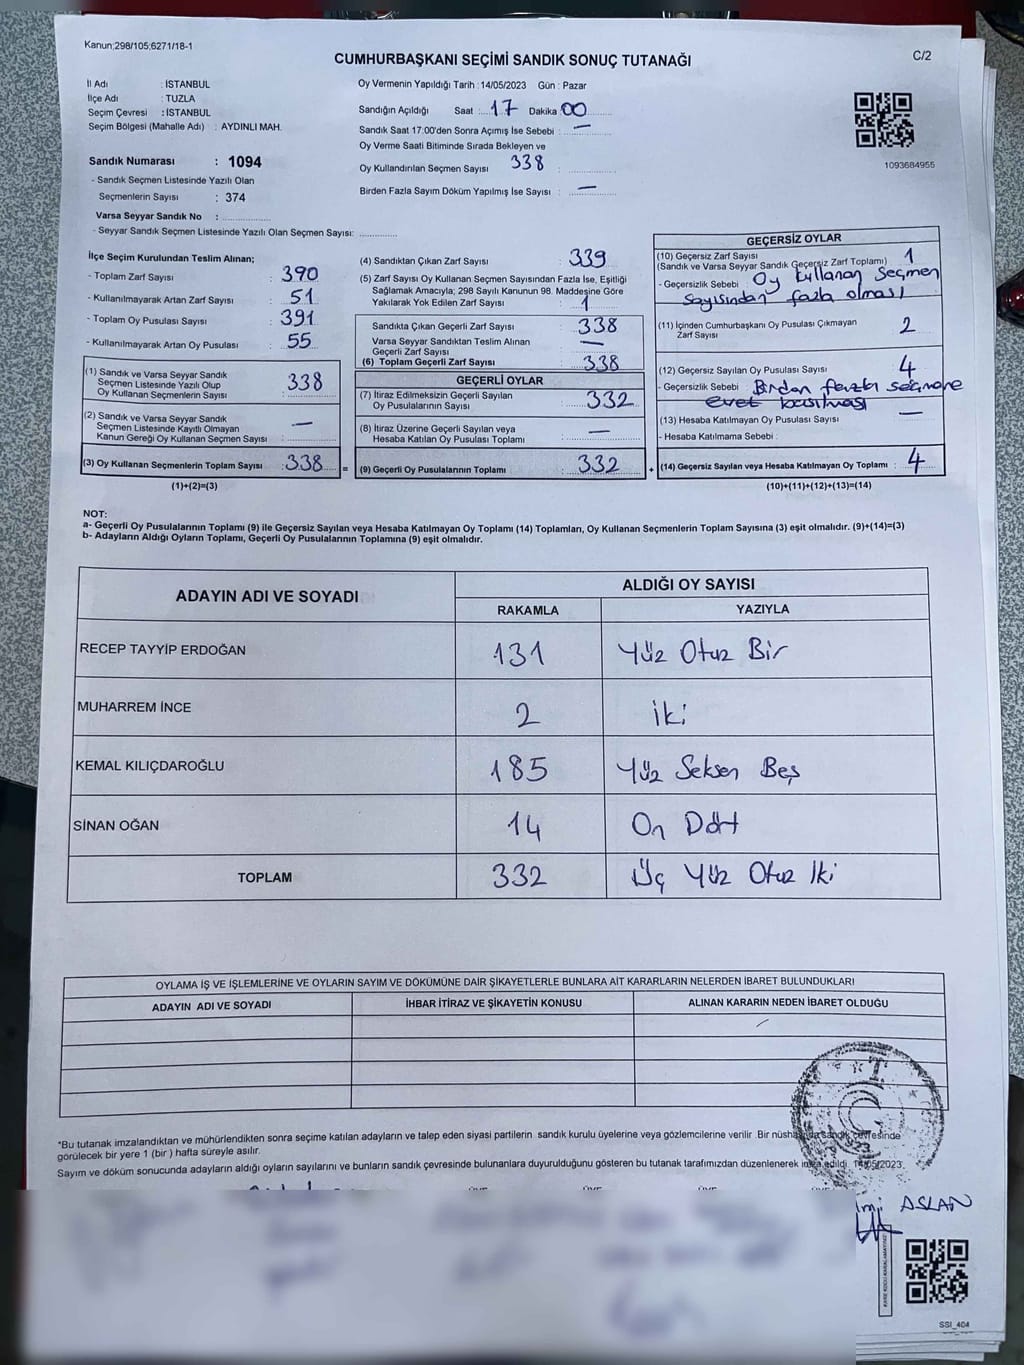 Kanun;298/105;6271/18-1
CUMHURBAŞKANI SEÇİMİ SANDIK SONUÇ TUTANAĞI
C/2
İl Adı : İSTANBUL
İlçe Adı : TUZLA
Seçim Çevresi : İSTANBUL
Seçim Bölgesi (Mahalle Adı) : AYDINLI MAH.
Sandık Numarası : 1094
- Sandık Seçmen Listesinde Yazılı Olan
Seçmenlerin Sayısı : 374
Varsa Seyyar Sandık No : ..............
- Seyyar Sandık Seçmen Listesinde Yazılı Olan Seçmen Sayısı: ............
Oy Vermenin Yapıldığı Tarih : 14/05/2023 Gün : Pazar
Sandığın Açıldığı Saat : 17 Dakika 00
Sandık Saat 17:00'den Sonra Açımış İse Sebebi : —
Oy Verme Saati Bitiminde Sırada Bekleyen ve
Oy Kullandırılan Seçmen Sayısı 338
Birden Fazla Sayım Döküm Yapılmış İse Sayısı : —
1093684955
İlçe Seçim Kurulundan Teslim Alınan;
- Toplam Zarf Sayısı : 390
- Kullanılmayarak Artan Zarf Sayısı : 51
- Toplam Oy Pusulası Sayısı : 391
- Kullanılmayarak Artan Oy Pusulası : 55
(1) Sandık ve Varsa Seyyar Sandık
Seçmen Listesinde Yazılı Olup
Oy Kullanan Seçmenlerin Sayısı : 338
(2) Sandık ve Varsa Seyyar Sandık
Seçmen Listesinde Kayıtlı Olmayan
Kanun Gereği Oy Kullanan Seçmen Sayısı : —
(3) Oy Kullanan Seçmenlerin Toplam Sayısı : 338 =
(1)+(2)=(3)
(4) Sandıktan Çıkan Zarf Sayısı : 339
(5) Zarf Sayısı Oy Kullanan Seçmen Sayısından Fazla İse, Eşitliği
Sağlamak Amacıyla, 298 Sayılı Kanunun 98. Maddesine Göre
Yakılarak Yok Edilen Zarf Sayısı : 1
Sandıkta Çıkan Geçerli Zarf Sayısı : 338
Varsa Seyyar Sandıktan Teslim Alınan
Geçerli Zarf Sayısı : —
(6) Toplam Geçerli Zarf Sayısı : 338
GEÇERLİ OYLAR
(7) İtiraz Edilmeksizin Geçerli Sayılan
Oy Pusulalarının Sayısı : 332
(8) İtiraz Üzerine Geçerli Sayılan veya
Hesaba Katılan Oy Pusulası Toplamı : —
(9) Geçerli Oy Pusulalarının Toplamı : 332 +
GEÇERSİZ OYLAR
(10) Geçersiz Zarf Sayısı : 1
(Sandık ve Varsa Seyyar Sandık Geçersiz Zarf Toplamı)
- Geçersizlik Sebebi : Oy kullanan seçmen
sayısından fazla olması
(11) İçinden Cumhurbaşkanı Oy Pusulası Çıkmayan
Zarf Sayısı 2
(12) Geçersiz Sayılan Oy Pusulası Sayısı : 4
- Geçersizlik Sebebi : Birden fazla seçmene
evet basılması
(13) Hesaba Katılmayan Oy Pusulası Sayısı : —
- Hesaba Katılmama Sebebi :
(14) Geçersiz Sayılan veya Hesaba Katılmayan Oy Toplamı : 4
(10)+(11)+(12)+(13)=(14)
NOT:
a- Geçerli Oy Pusulalarının Toplamı (9) ile Geçersiz Sayılan veya Hesaba Katılmayan Oy Toplamı (14) Toplamları, Oy Kullanan Seçmenlerin Toplam Sayısına (3) eşit olmalıdır. (9)+(14)=(3)
b- Adayların Aldığı Oyların Toplamı, Geçerli Oy Pusulalarının Toplamına (9) eşit olmalıdır.
ADAYIN ADI VE SOYADI
ALDIĞI OY SAYISI
RAKAMLA YAZIYLA
RECEP TAYYİP ERDOĞAN 131 Yüz Otuz Bir
MUHARREM İNCE 2 İki
KEMAL KILIÇDAROĞLU 185 Yüz Seksen Beş
SİNAN OĞAN 14 On Dört
TOPLAM 332 Üç Yüz Otuz İki
OYLAMA İŞ VE İŞLEMLERİNE VE OYLARIN SAYIM VE DÖKÜMÜNE DAİR ŞİKAYETLERLE BUNLARA AİT KARARLARIN NELERDEN İBARET BULUNDUKLARI
ADAYIN ADI VE SOYADI İHBAR İTİRAZ VE ŞİKAYETİN KONUSU ALINAN KARARIN NEDEN İBARET OLDUĞU
*Bu tutanak imzalandıktan ve mühürlendikten sonra seçime katılan adayların ve talep eden siyasi partilerin sandık kurulu üyelerine veya gözlemcilerine verilir. Bir nüshası da sandık çevresinde
görülecek bir yere 1 (bir) hafta süreyle asılır.
Sayım ve döküm sonucunda adayların aldığı oyların sayılarını ve bunların sandık çevresinde bulunanlara duyurulduğunu gösteren bu tutanak tarafımızdan düzenlenerek imza edildi. 14/05/2023
T.
ASLAN
SSİ_404